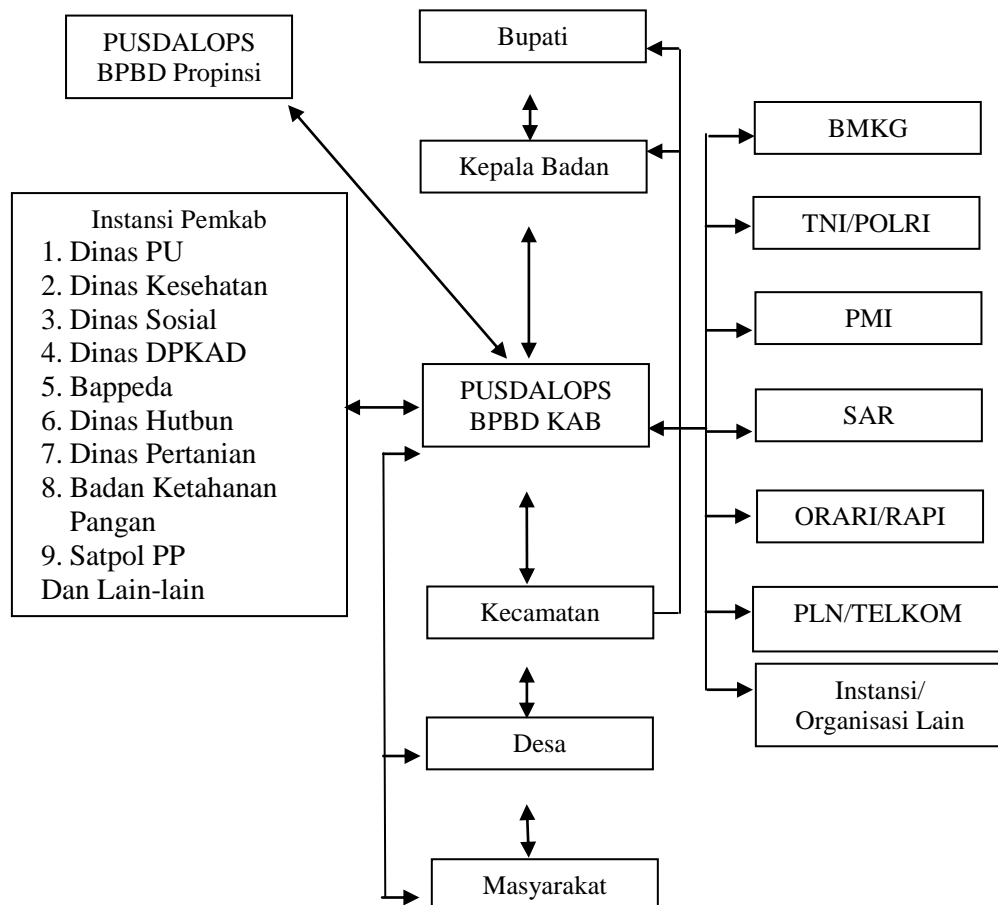 PUSDALOPS
BPBD Propinsi
Bupati
Kepala Badan
BMKG
TNI/POLRI
PMI
SAR
ORARI/RAPI
PLN/TELKOM
Instansi/
Organisasi Lain
Instansi Pemkab
1. Dinas PU
2. Dinas Kesehatan
3. Dinas Sosial
4. Dinas DPKAD
5. Bappeda
6. Dinas Hutbun
7. Dinas Pertanian
8. Badan Ketahanan
Pangan
9. Satpol PP
Dan Lain-lain
PUSDALOPS
BPBD KAB
Kecamatan
Desa
Masyarakat